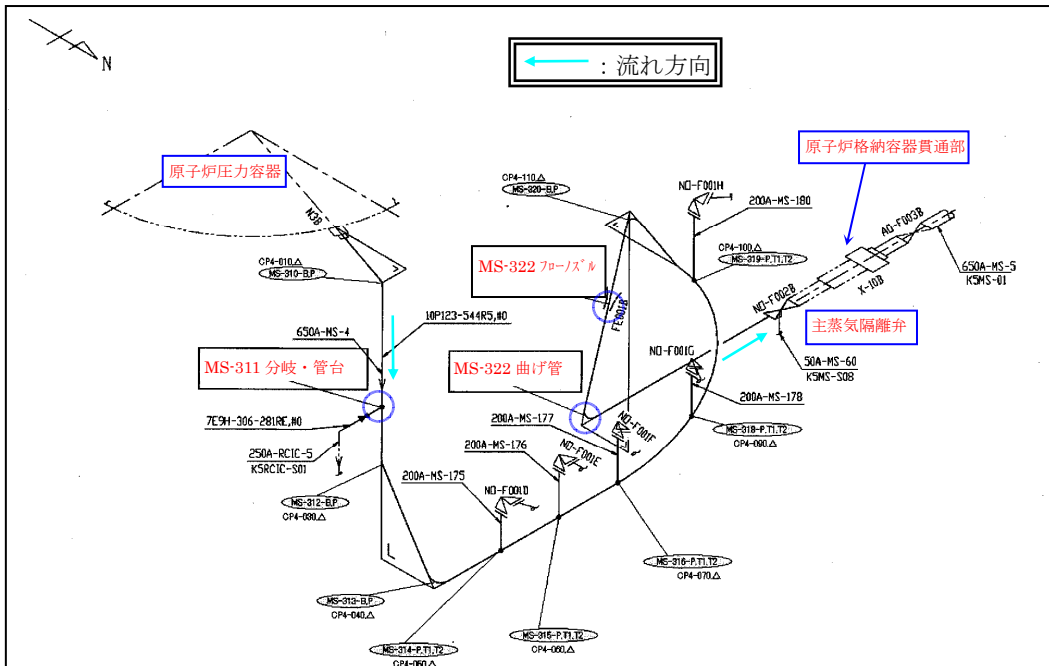 N
：流れ方向
原子炉圧力容器
原子炉格納容器貫通部
N3B
CP4-110,△
MS-320-B,P
NO-F001H
200A-MS-180
AO-F003B
CP4-010,△
MS-310-B,P
MS-322 フローノズル
CP4-100,△
MS-319-P,T1,T2
650A-MS-5
K5MS-01
X-10B
NO-F002B
FE001B
10P123-544R5,#0
650A-MS-4
主蒸気隔離弁
MS-311 分岐・管台
MS-322 曲げ管
NO-F001G
50A-MS-60
K5MS-S08
200A-MS-178
7E9H-306-281RE,#0
200A-MS-177
NO-F001F
MS-318-P,T1,T2
CP4-090,△
250A-RCIC-5
K5RCIC-S01
200A-MS-176
NO-F001E
200A-MS-175
NO-F001D
MS-312-B,P
CP4-030,△
MS-316-P,T1,T2
CP4-070,△
MS-313-B,P
CP4-040,△
MS-315-P,T1,T2
CP4-060,△
MS-314-P,T1,T2
CP4-050,△